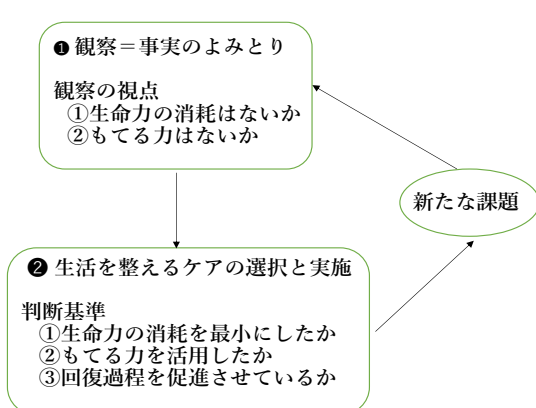 ❶ 観察＝事実のよみとり
観察の視点
①生命力の消耗はないか
②もてる力はないか
新たな課題
❷ 生活を整えるケアの選択と実施
判断基準
①生命力の消耗を最小にしたか
②もてる力を活用したか
③回復過程を促進させているか